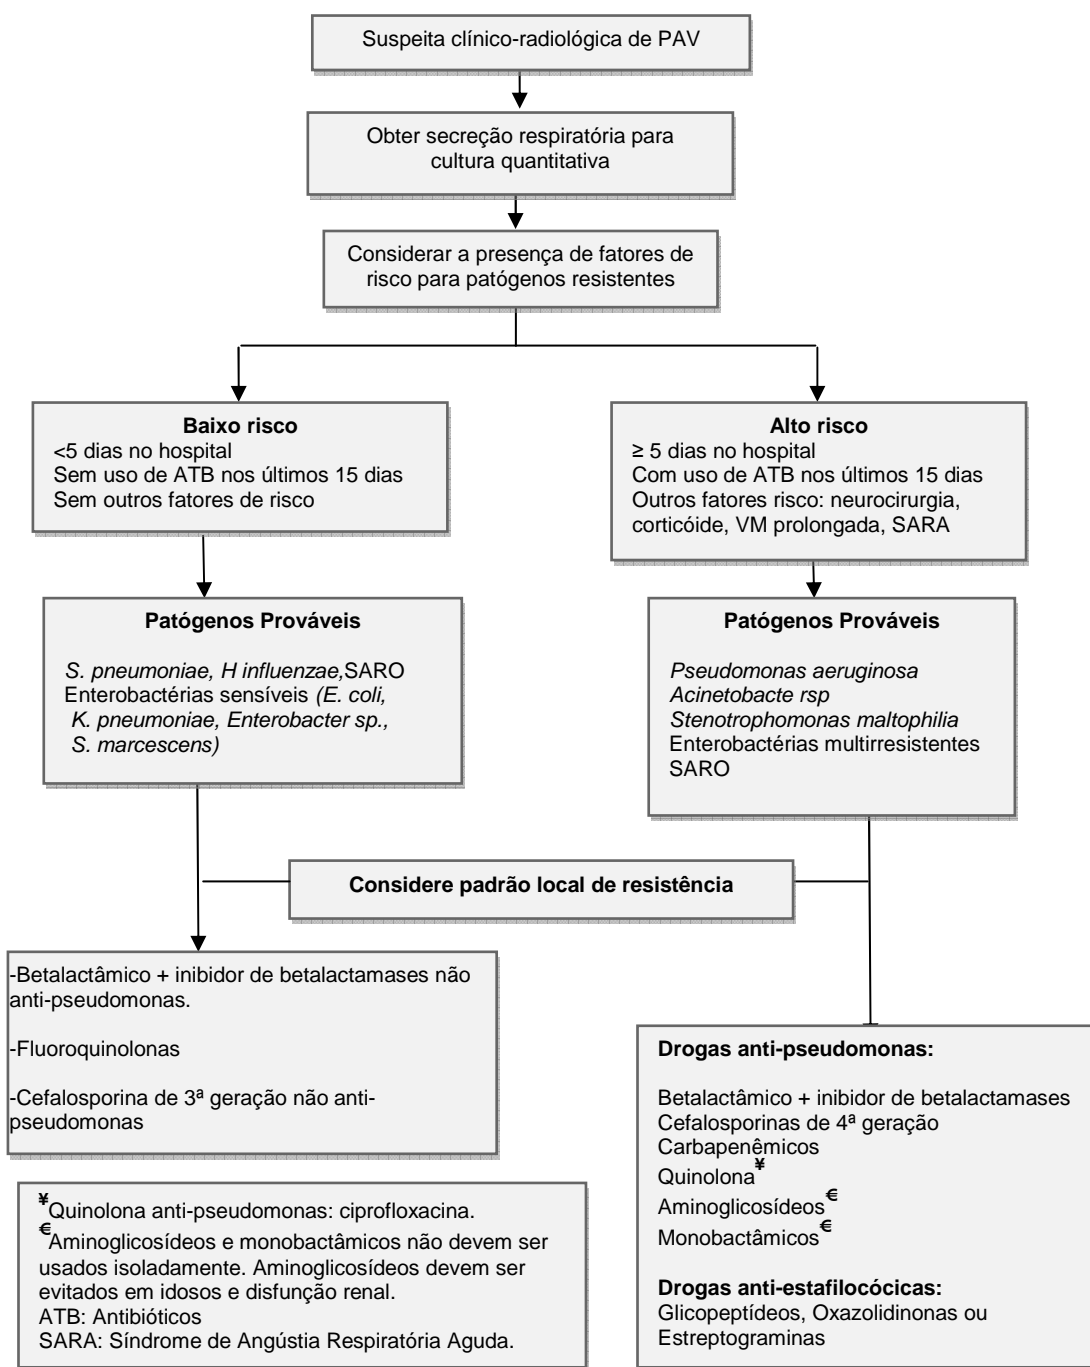 Suspeita clínico-radiológica de PAV
Obter secreção respiratória para
cultura quantitativa
Considerar a presença de fatores de
risco para patógenos resistentes
Baixo risco
<5 dias no hospital
Sem uso de ATB nos últimos 15 dias
Sem outros fatores de risco
Alto risco
≥ 5 dias no hospital
Com uso de ATB nos últimos 15 dias
Outros fatores risco: neurocirurgia,
corticóide, VM prolongada, SARA
Patógenos Prováveis
S. pneumoniae, H influenzae,SARO
Enterobactérias sensíveis (E. coli,
K. pneumoniae, Enterobacter sp.,
S. marcescens)
Patógenos Prováveis
Pseudomonas aeruginosa
Acinetobacte rsp
Stenotrophomonas maltophilia
Enterobactérias multirresistentes
SARO
Considere padrão local de resistência
-Betalactâmico + inibidor de betalactamases não
anti-pseudomonas.
-Fluoroquinolonas
-Cefalosporina de 3ª geração não anti-
pseudomonas
Drogas anti-pseudomonas:
Betalactâmico + inibidor de betalactamases
Cefalosporinas de 4ª geração
Carbapenêmicos
Quinolona¥
Aminoglicosídeos€
Monobactâmicos€
Drogas anti-estafilocócicas:
Glicopeptídeos, Oxazolidinonas ou
Estreptograminas
¥Quinolona anti-pseudomonas: ciprofloxacina.
€Aminoglicosídeos e monobactâmicos não devem ser
usados isoladamente. Aminoglicosídeos devem ser
evitados em idosos e disfunção renal.
ATB: Antibióticos
SARA: Síndrome de Angústia Respiratória Aguda.